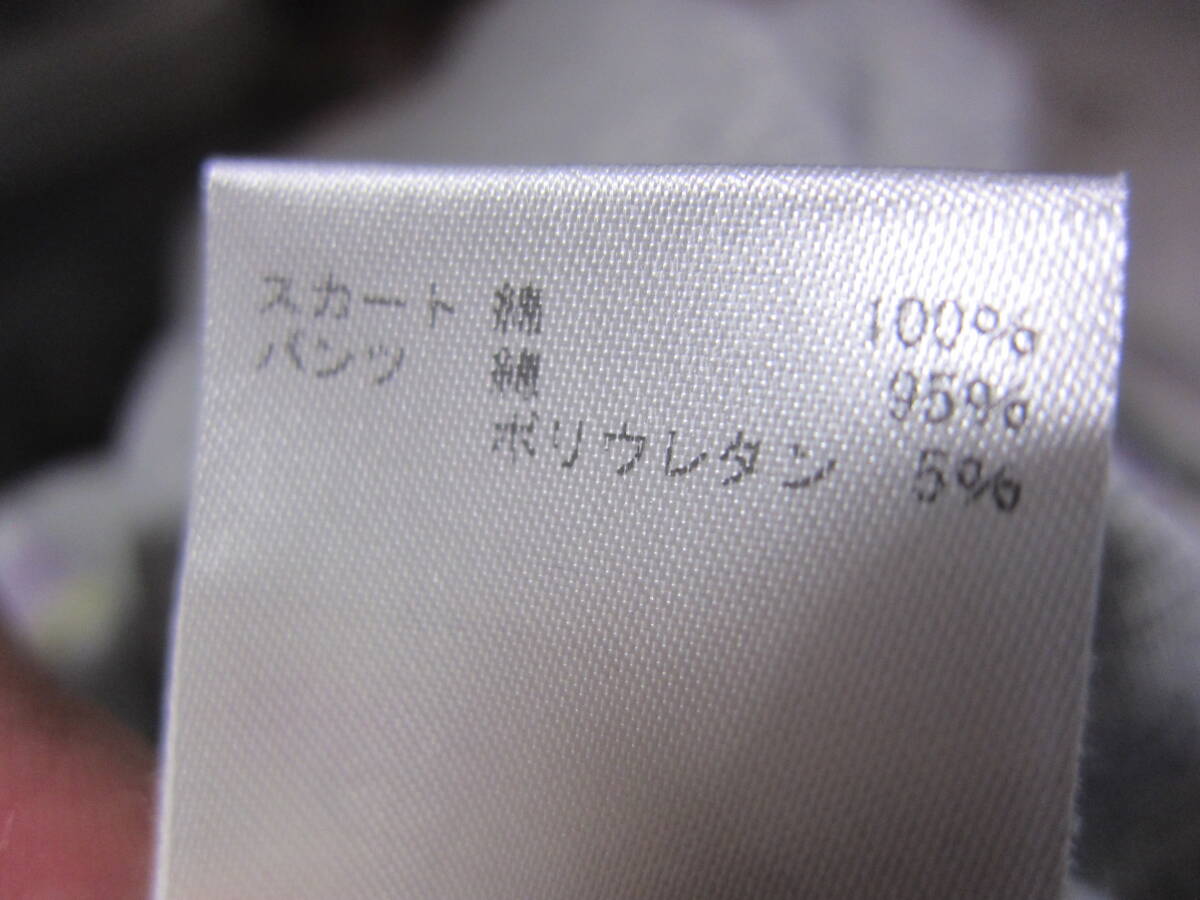 スカート 綿 100%
パンツ 綿 95%
ポリウレタン 5%